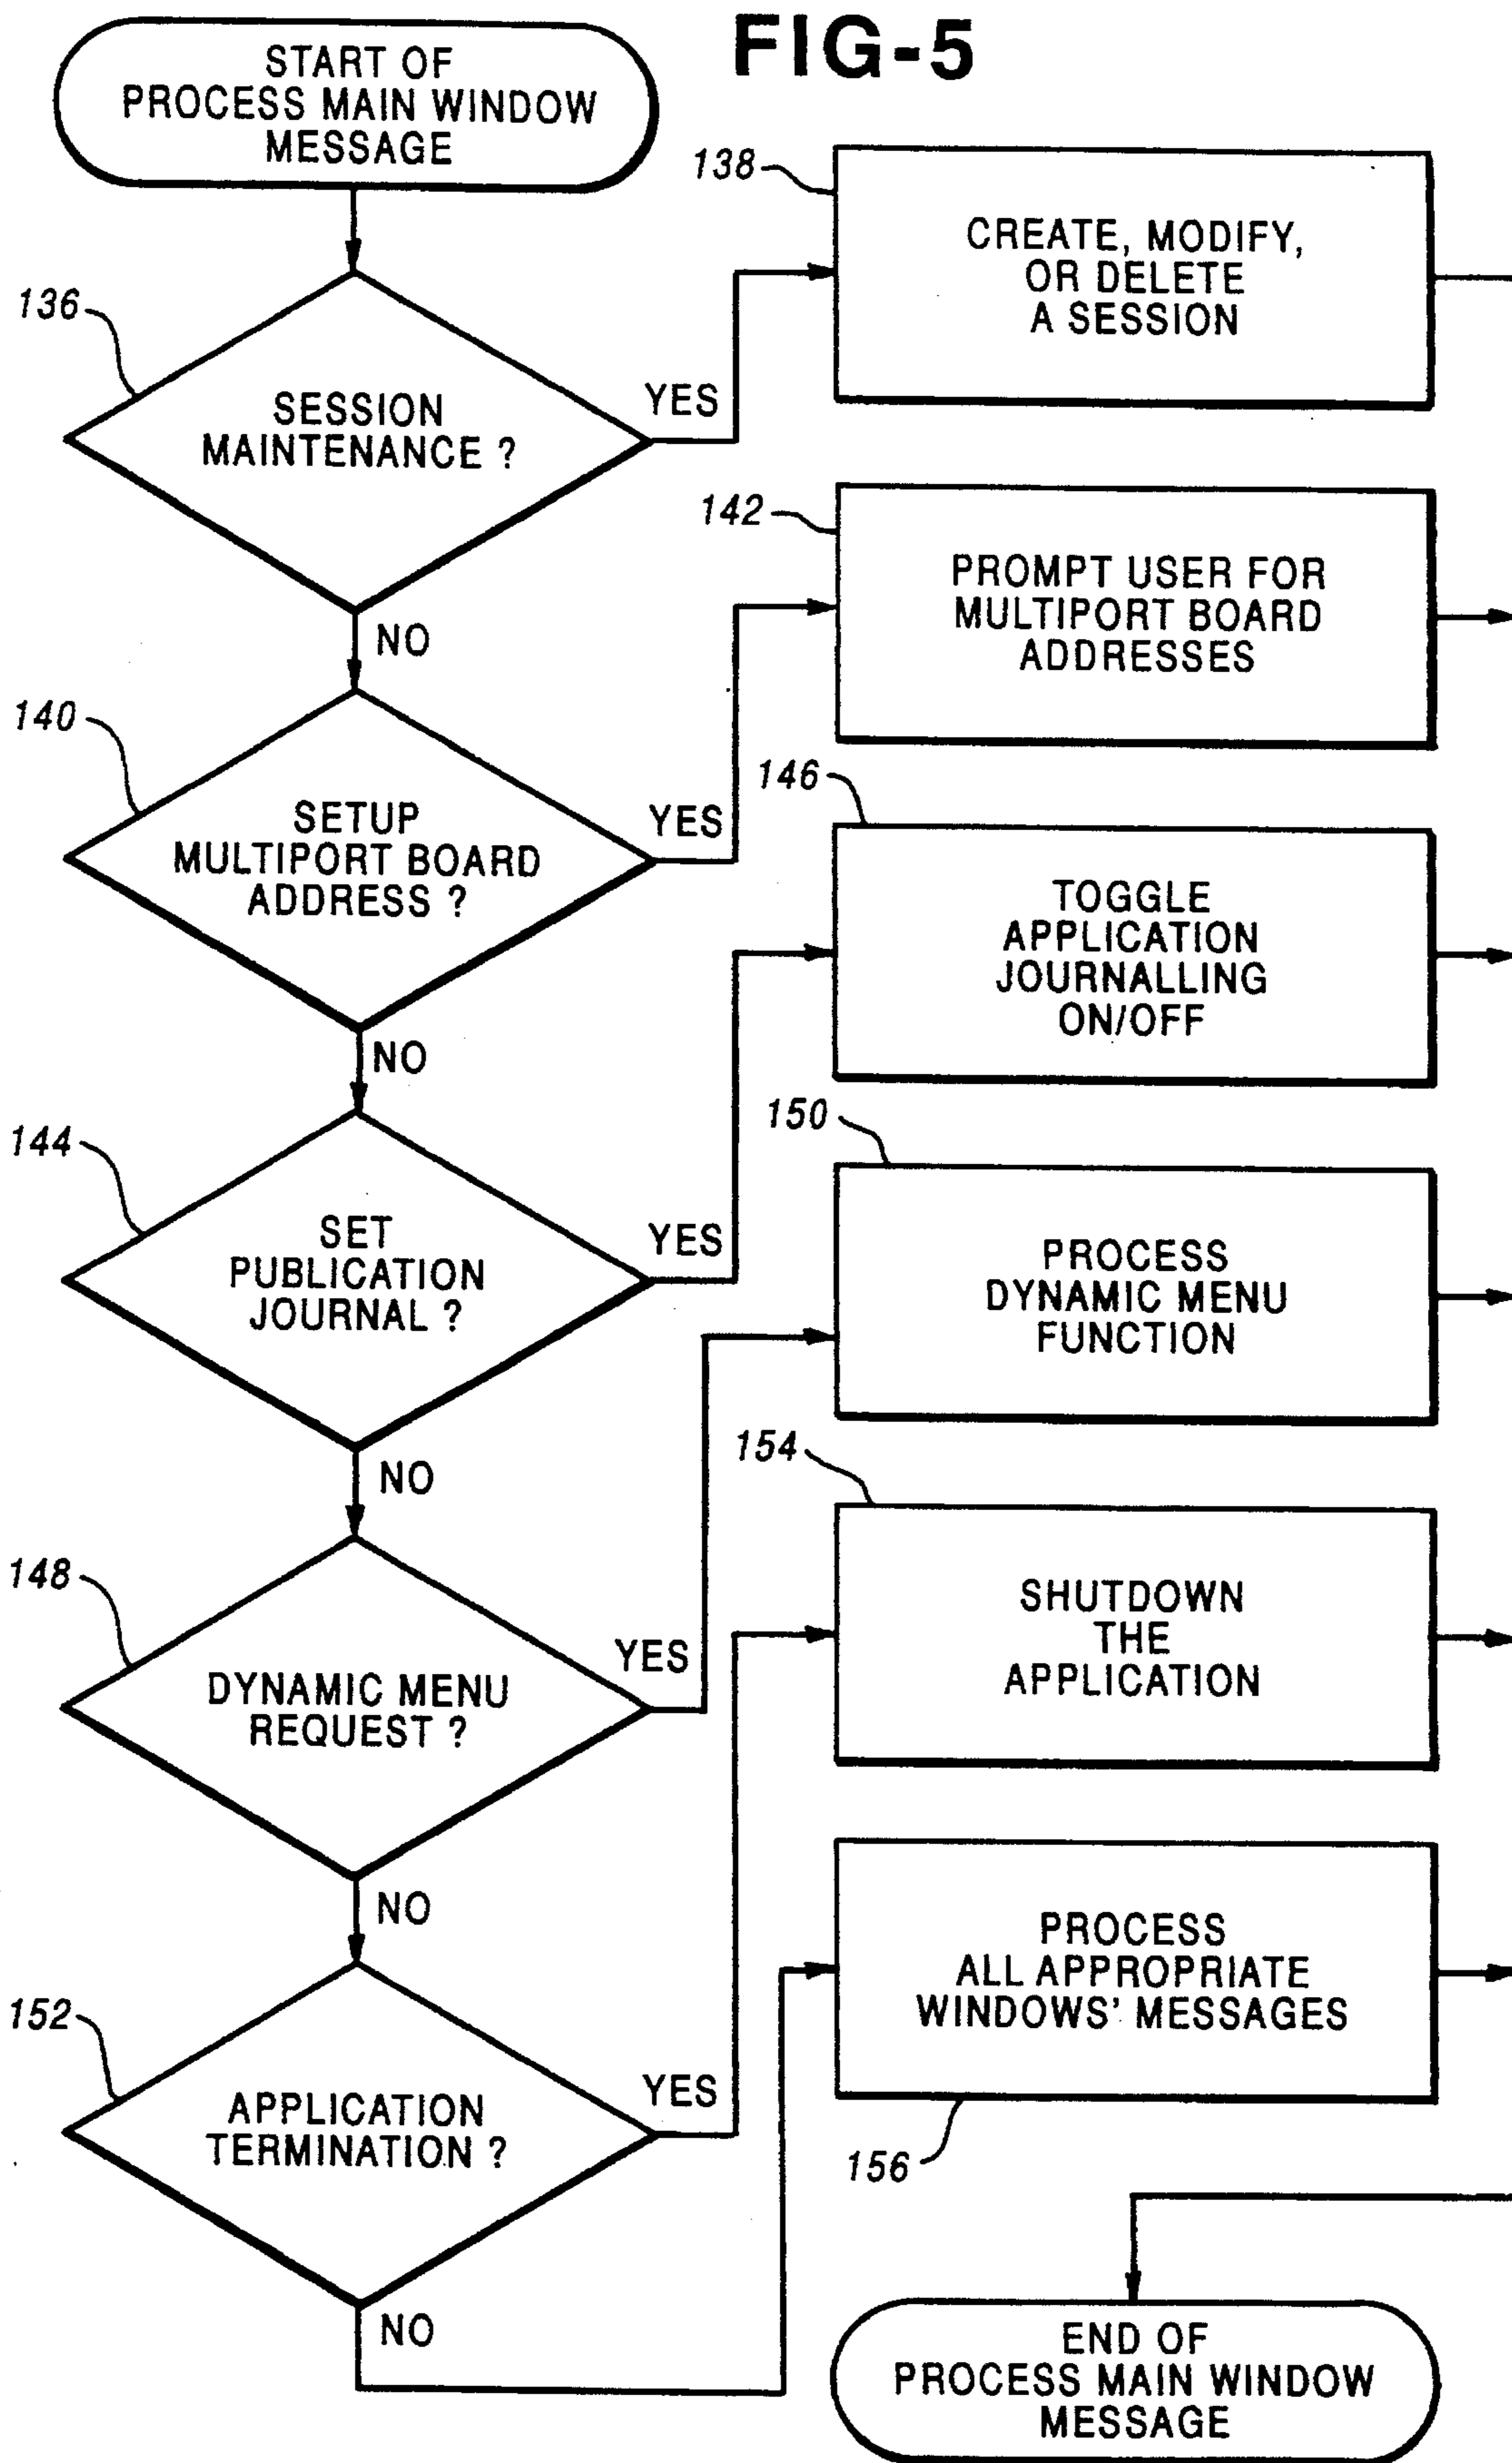 FIG-5
START OF
PROCESS MAIN WINDOW
MESSAGE
138
CREATE, MODIFY,
OR DELETE
A SESSION
136
SESSION
MAINTENANCE ?
YES
NO
142
PROMPT USER FOR
MULTIPORT BOARD
ADDRESSES
140
SETUP
MULTIPORT BOARD
ADDRESS ?
YES
NO
146
TOGGLE
APPLICATION
JOURNALLING
ON/OFF
144
SET
PUBLICATION
JOURNAL ?
YES
NO
150
PROCESS
DYNAMIC MENU
FUNCTION
148
DYNAMIC MENU
REQUEST ?
YES
NO
154
SHUTDOWN
THE
APPLICATION
152
APPLICATION
TERMINATION ?
YES
NO
PROCESS
ALL APPROPRIATE
WINDOWS' MESSAGES
156
END OF
PROCESS MAIN WINDOW
MESSAGE